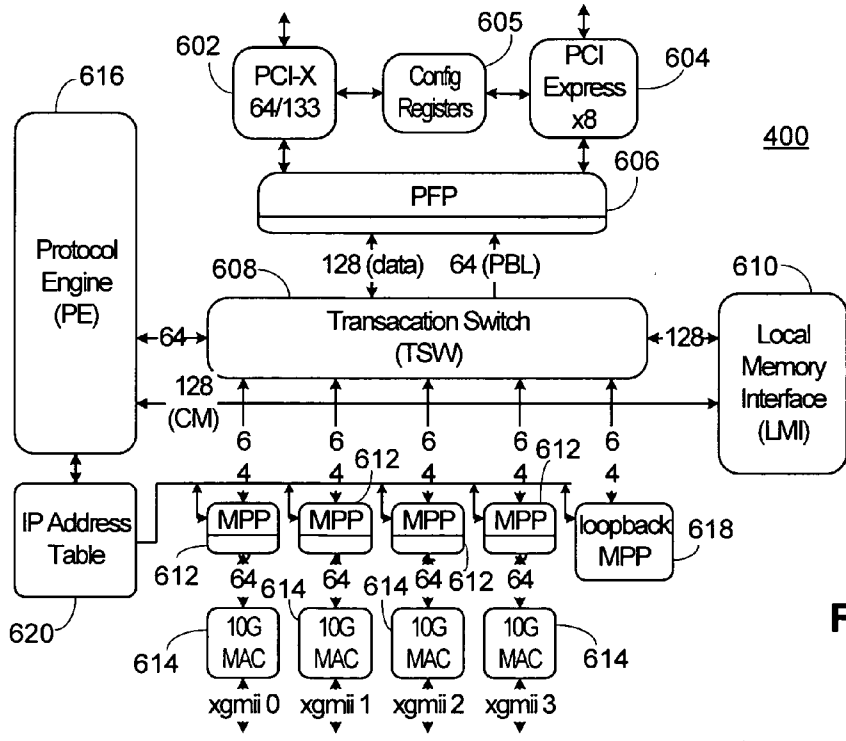 602
605
604
616
PCI-X
64/133
Config
Registers
PCI
Express
x8
400
PFP
606
Protocol
Engine
(PE)
608
128 (data)
64 (PBL)
610
Transacation Switch
(TSW)
64
128
Local
Memory
Interface
(LMI)
128
(CM)
6
4
6
4
6
4
6
4
6
4
612
612
IP Address
Table
MPP
MPP
MPP
MPP
loopback
MPP
618
612
64
64
64
612
64
620
614
614
614
10G
MAC
10G
MAC
10G
MAC
10G
MAC
614
F
xgmii 0
xgmii 1
xgmii 2
xgmii 3